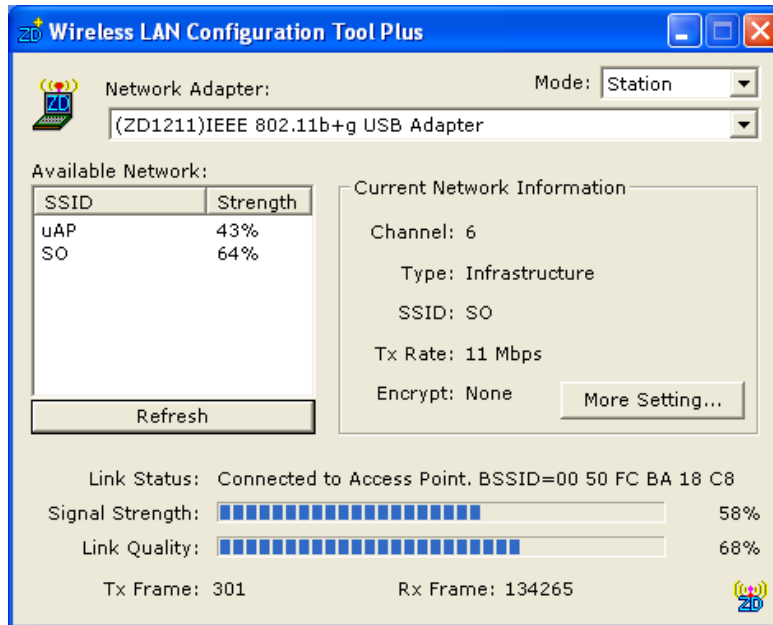 ZD Wireless LAN Configuration Tool Plus
ZD
Network Adapter:
Mode: Station
(ZD1211)IEEE 802.11b+g USB Adapter
Available Network:
SSID Strength
uAP 43%
SO 64%
Refresh
Current Network Information
Channel: 6
Type: Infrastructure
SSID: SO
Tx Rate: 11 Mbps
Encrypt: None
More Setting...
Link Status: Connected to Access Point. BSSID=00 50 FC BA 18 C8
Signal Strength: 58%
Link Quality: 68%
Tx Frame: 301 Rx Frame: 134265
ZD